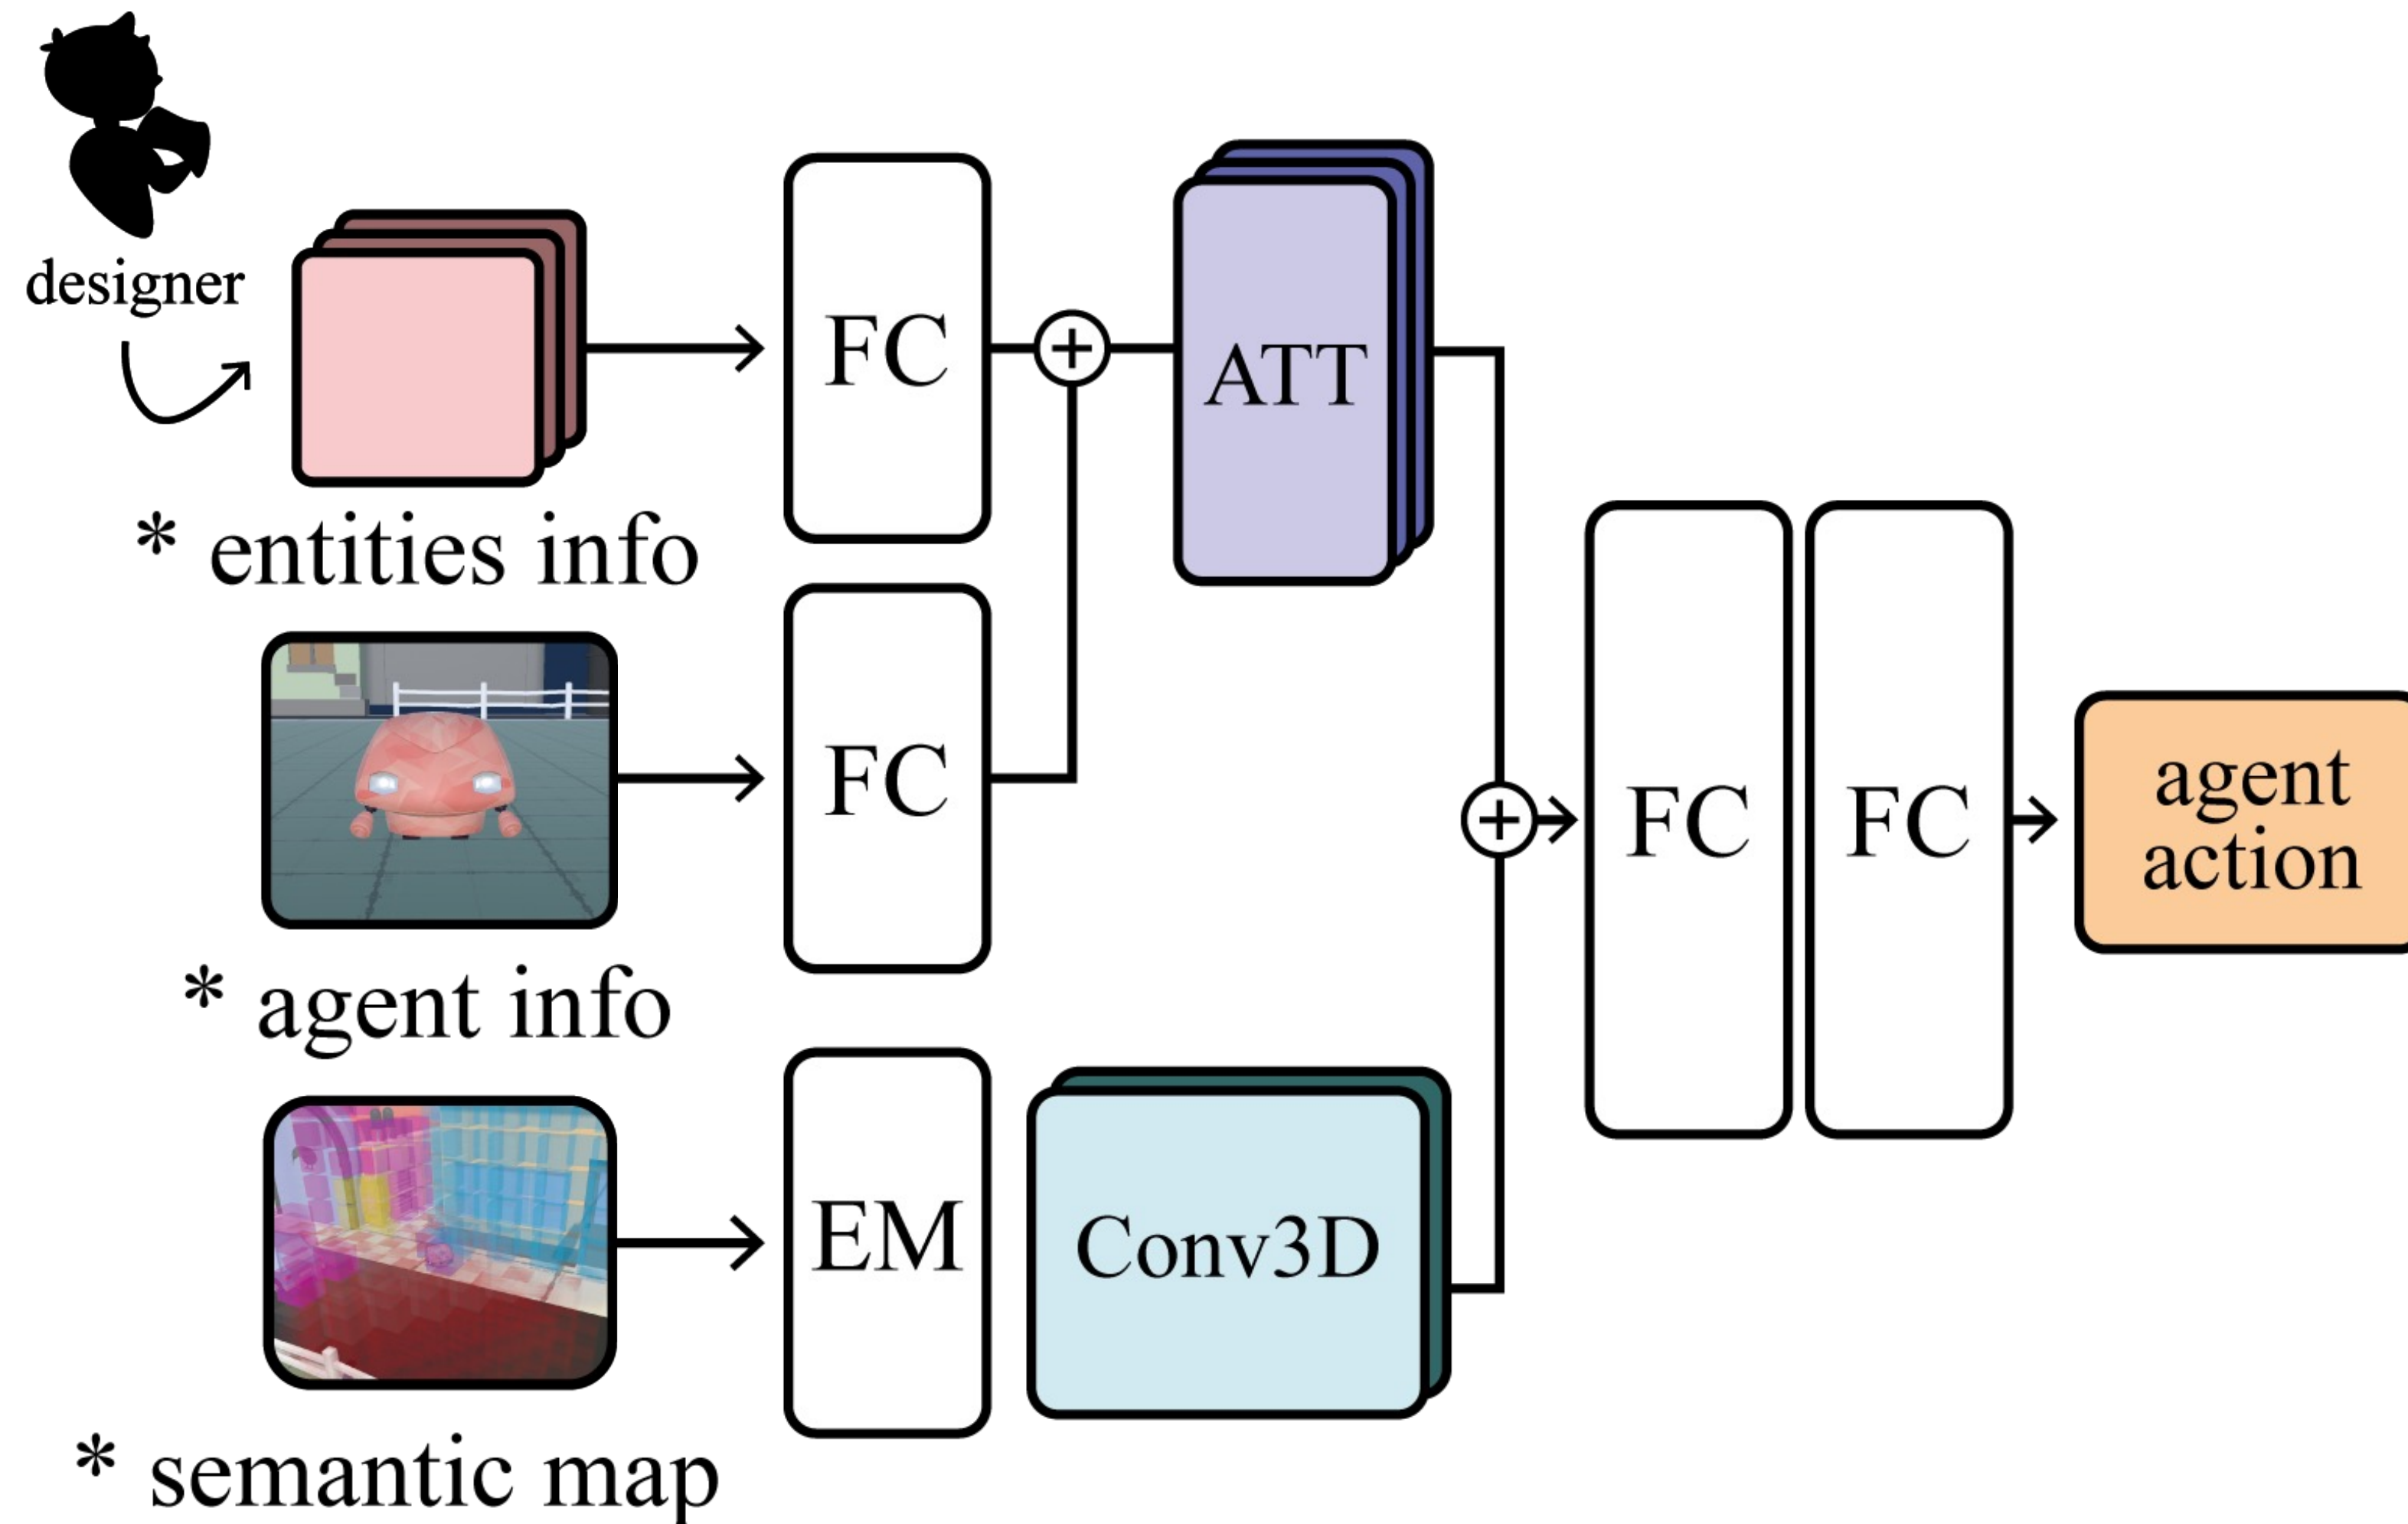 designer
* entities info
FC
ATT
* agent info
FC
* semantic map
EM
Conv3D
FC
FC
agent
action